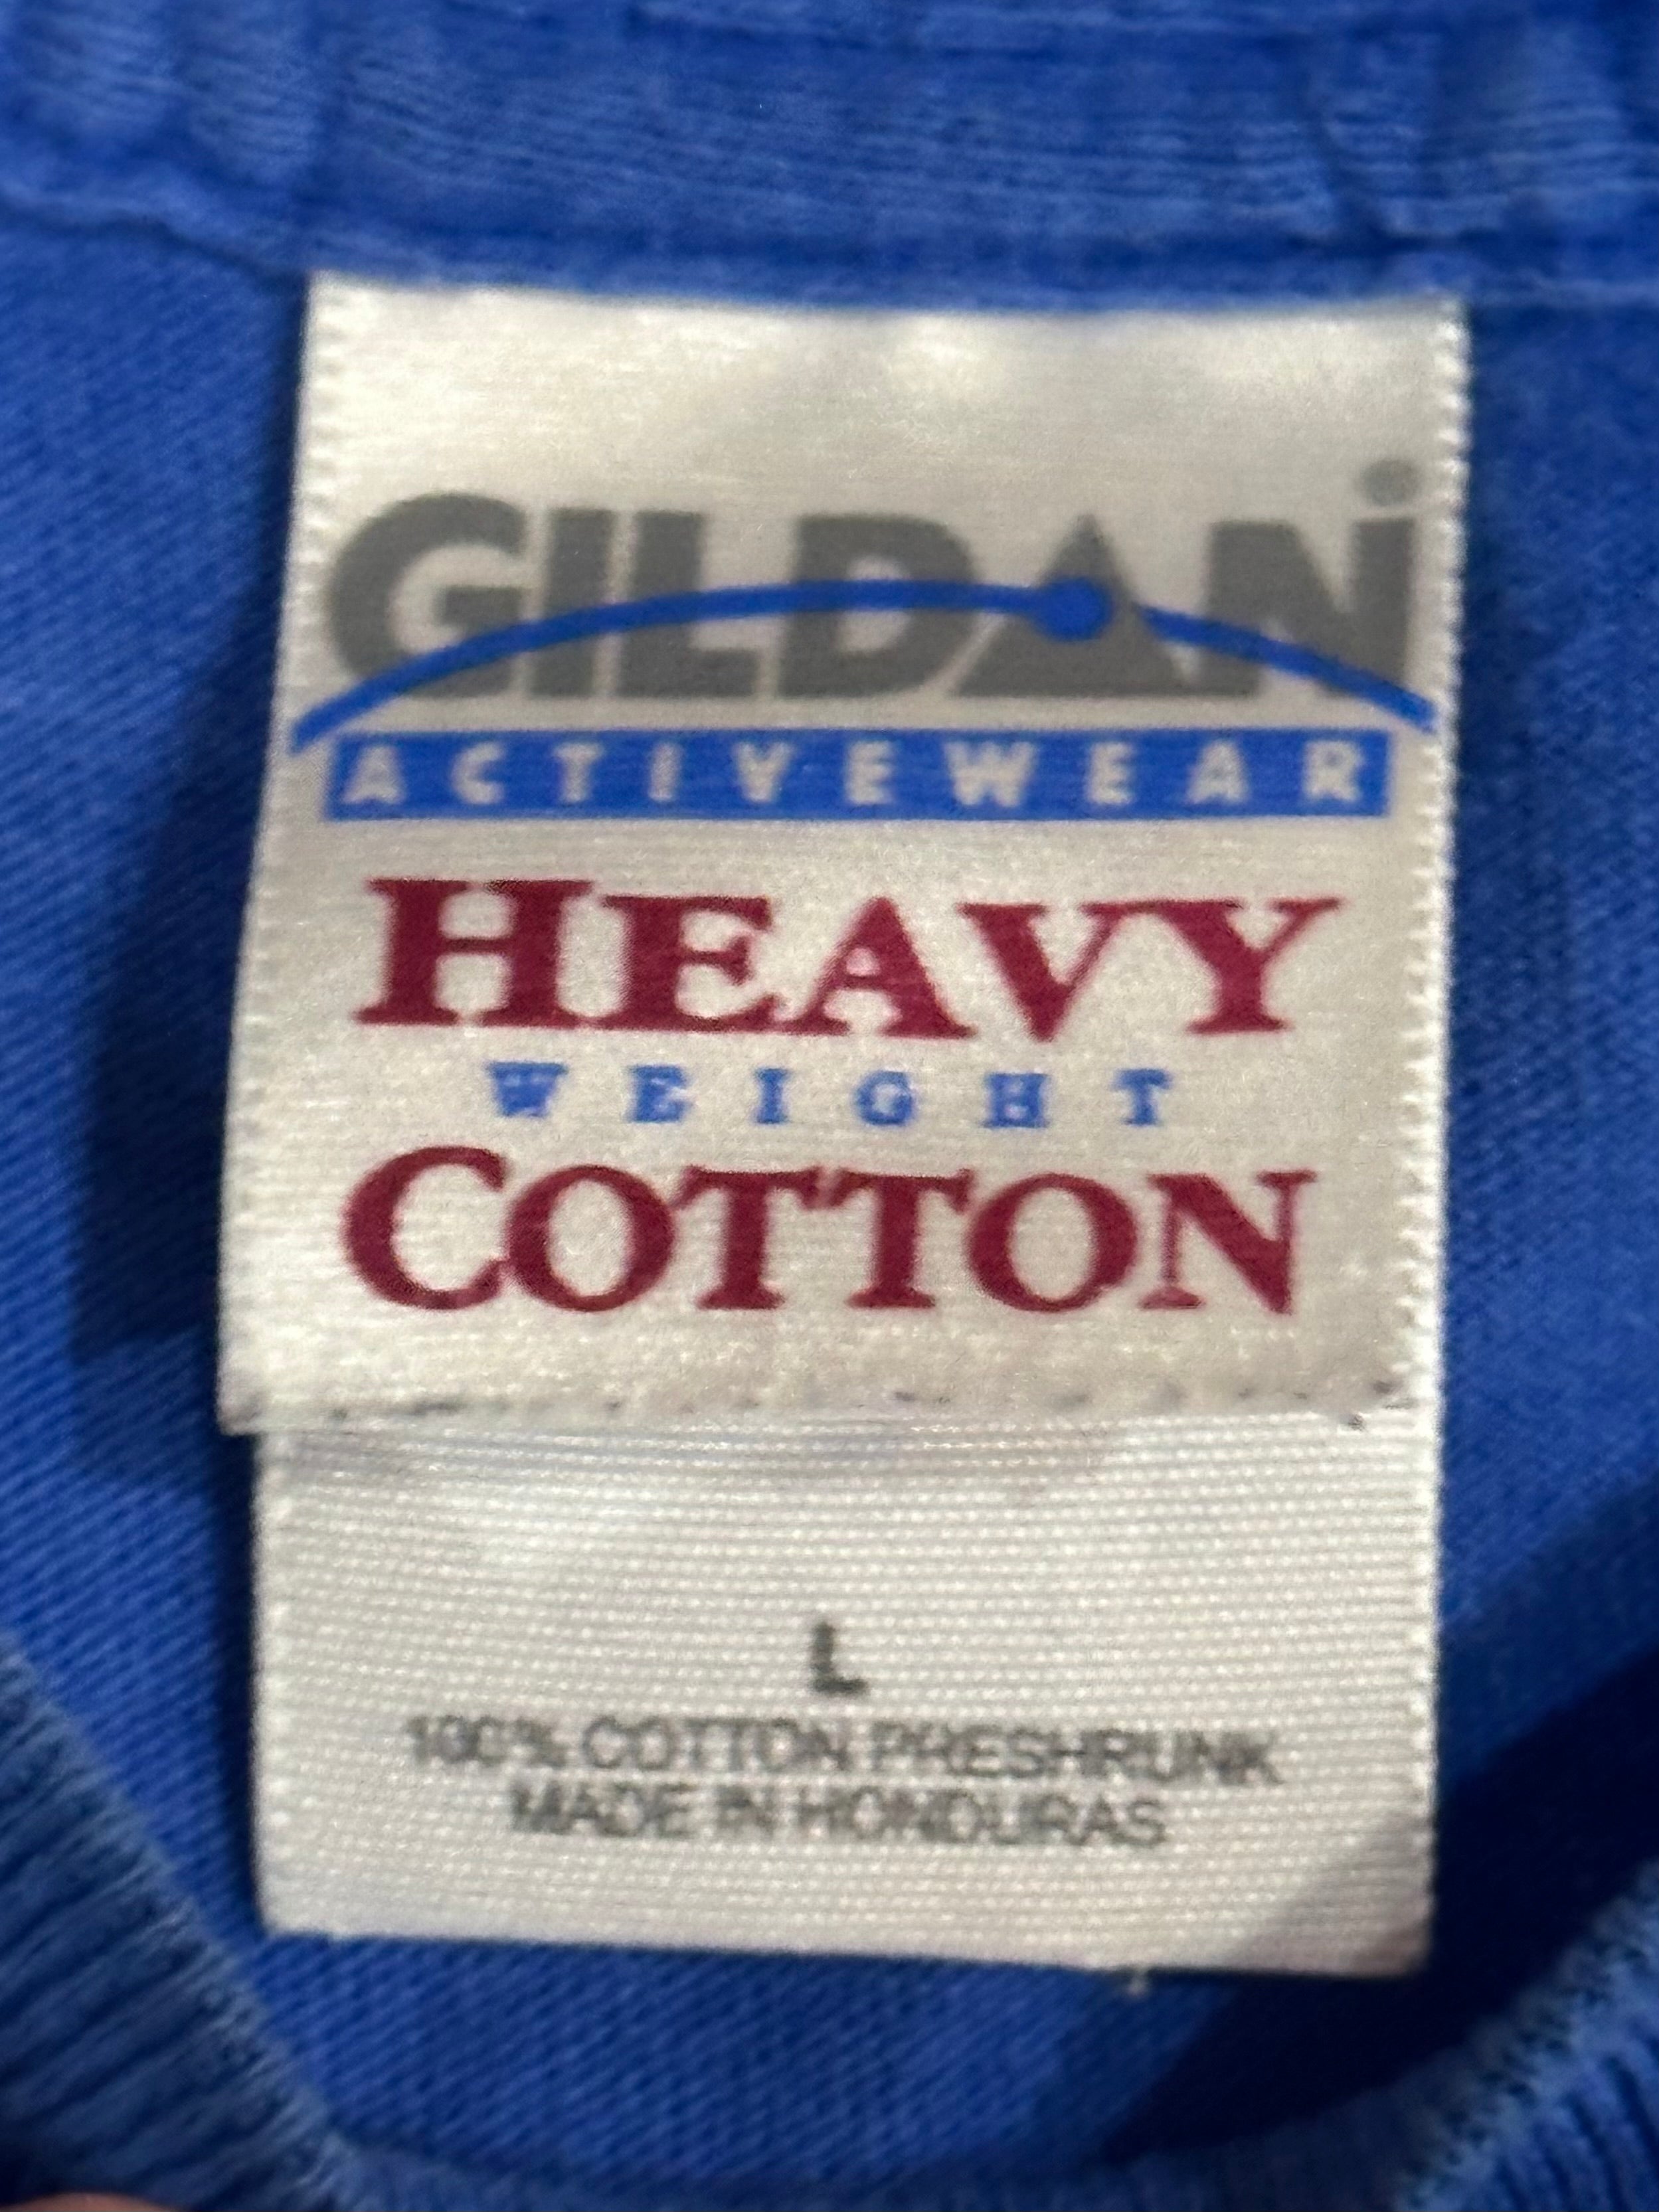 GILDAN
ACTIVEWEAR
HEAVY
WEIGHT
COTTON
L
100% COTTON PRESHRUNK
MADE IN HONDURAS